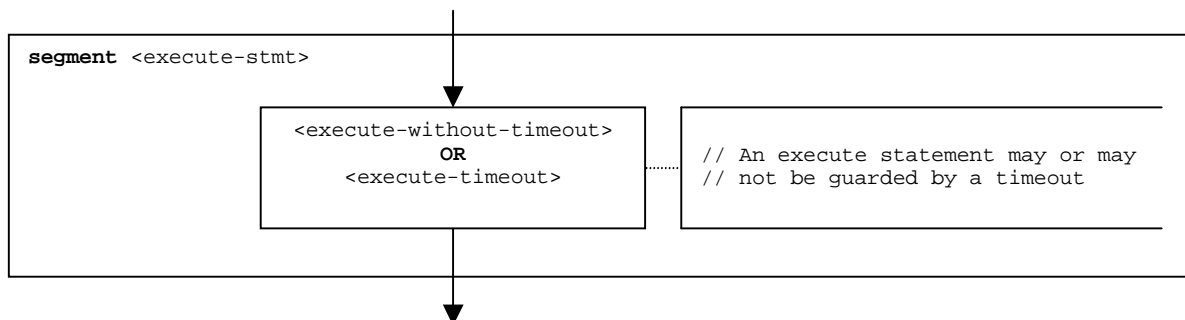 segment <execute-stmt>
<execute-without-timeout>
OR
<execute-timeout>
// An execute statement may or may
// not be guarded by a timeout